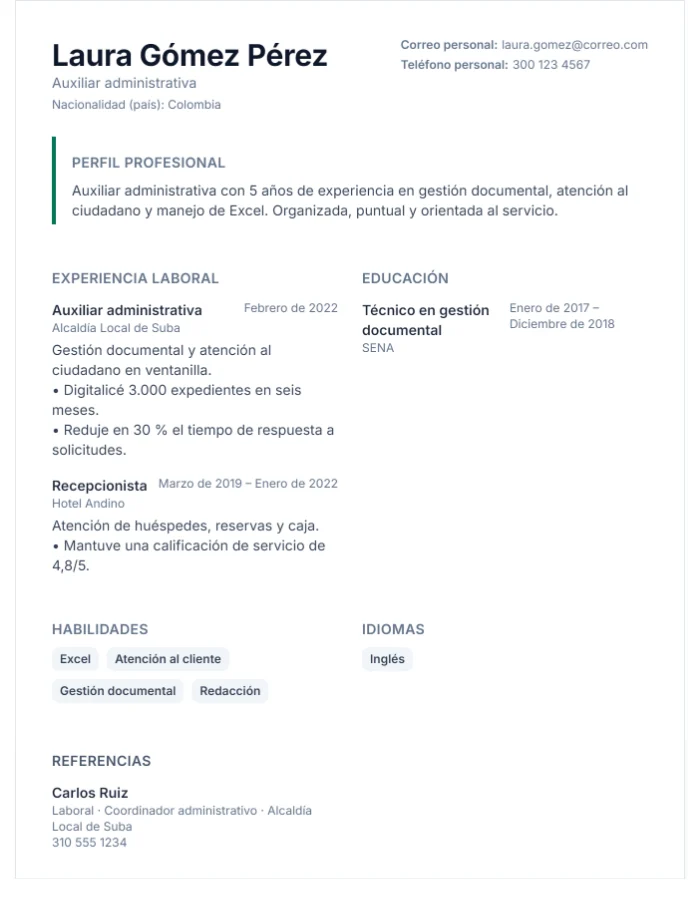 Laura Gómez Pérez
Auxiliar administrativa
Nacionalidad (país): Colombia
Correo personal: laura.gomez@correo.com
Teléfono personal: 300 123 4567
PERFIL PROFESIONAL
Auxiliar administrativa con 5 años de experiencia en gestión documental, atención al
ciudadano y manejo de Excel. Organizada, puntual y orientada al servicio.
EXPERIENCIA LABORAL
Auxiliar administrativa Febrero de 2022
Alcaldía Local de Suba
Gestión documental y atención al
ciudadano en ventanilla.
• Digitalicé 3.000 expedientes en seis
meses.
• Reduje en 30 % el tiempo de respuesta a
solicitudes.
Recepcionista Marzo de 2019 – Enero de 2022
Hotel Andino
Atención de huéspedes, reservas y caja.
• Mantuve una calificación de servicio de
4,8/5.
EDUCACIÓN
Técnico en gestión
documental
Enero de 2017 –
Diciembre de 2018
SENA
HABILIDADES
Excel Atención al cliente
Gestión documental Redacción
IDIOMAS
Inglés
REFERENCIAS
Carlos Ruiz
Laboral · Coordinador administrativo · Alcaldía
Local de Suba
310 555 1234